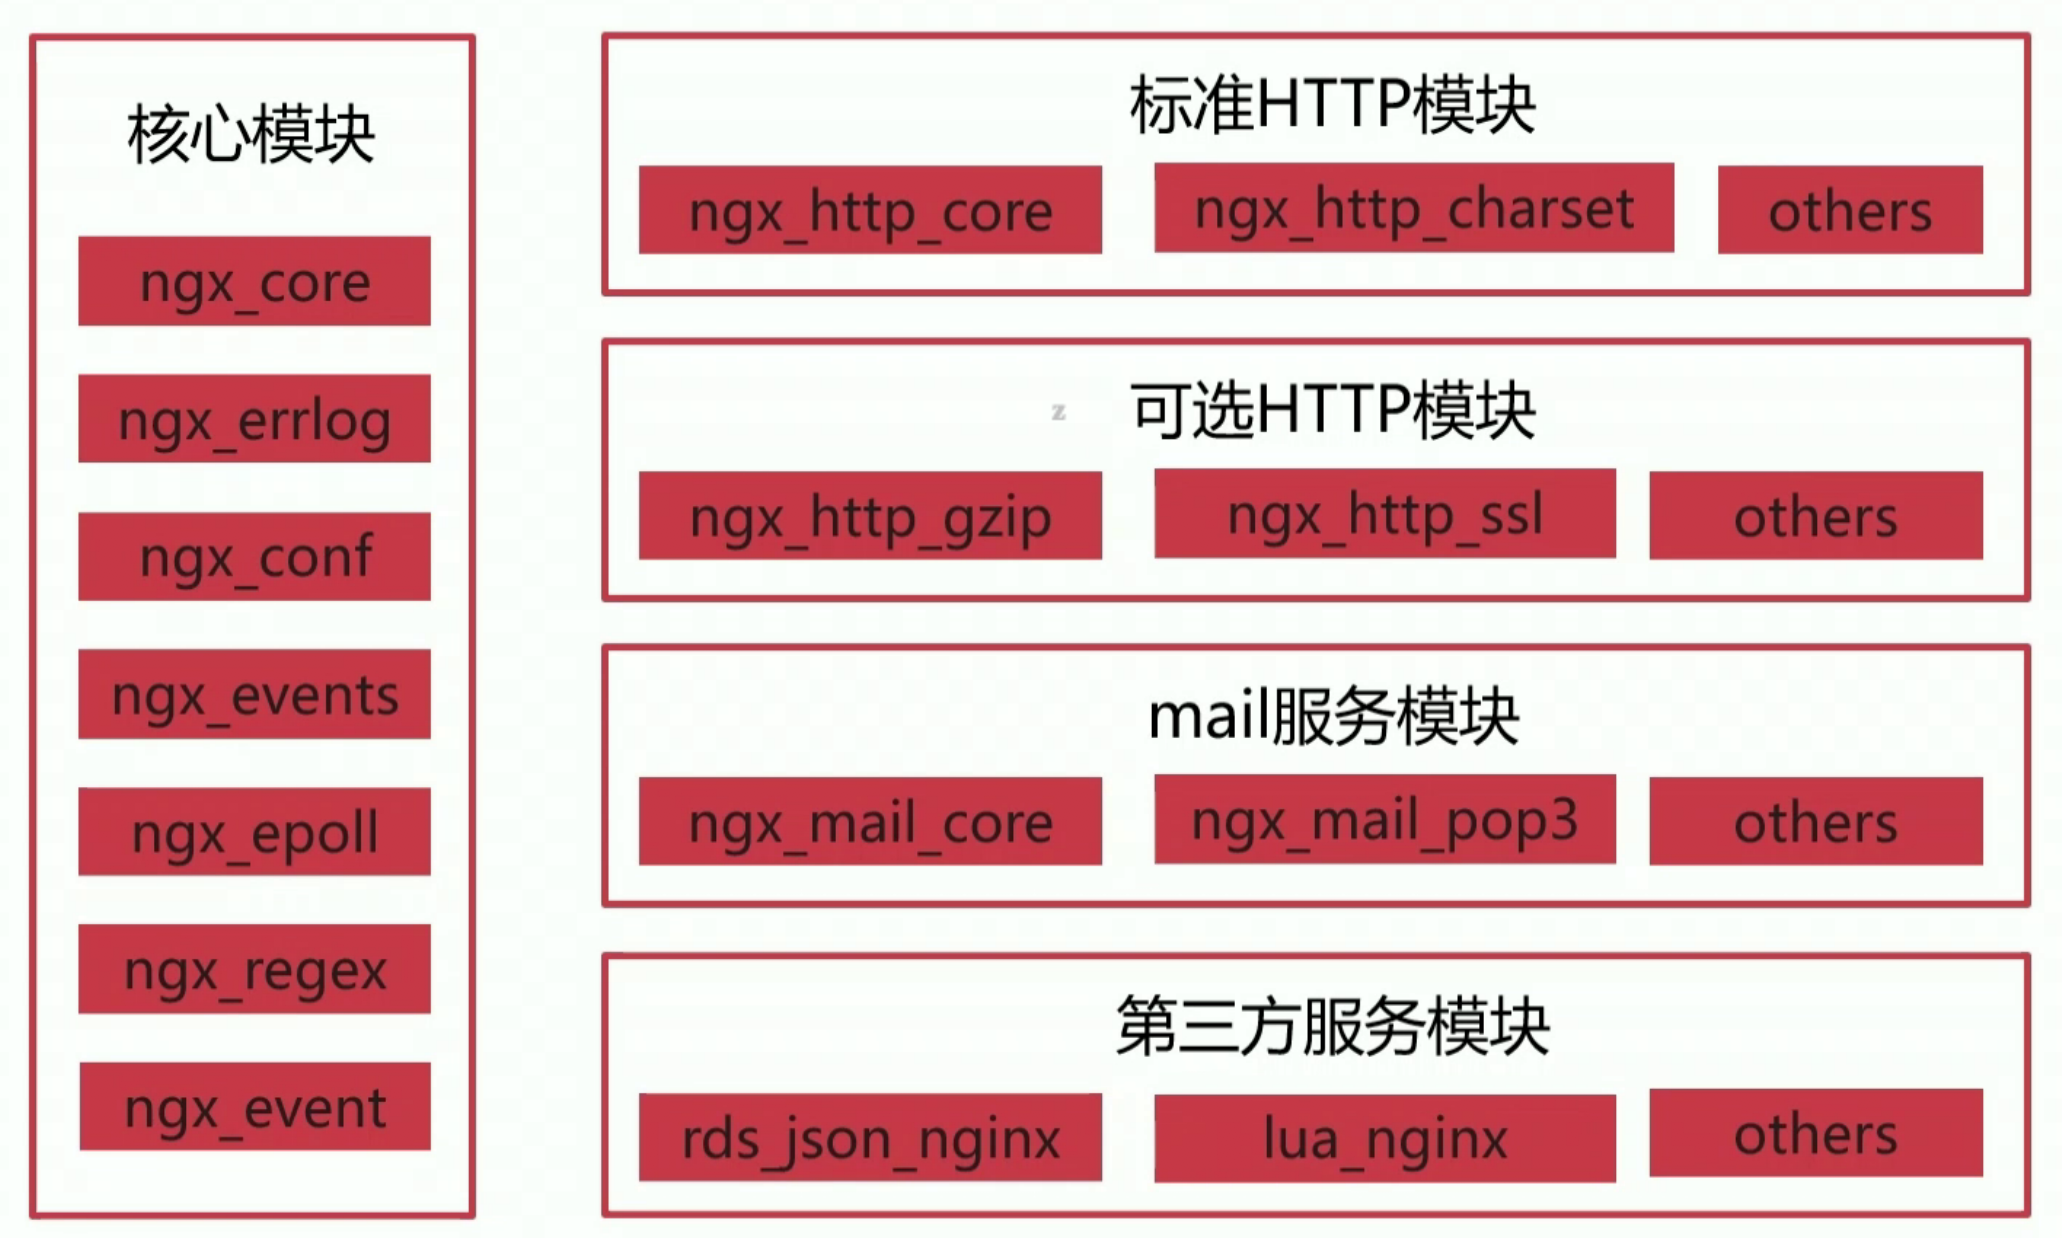 核心模块
ngx_core
ngx_errlog
ngx_conf
ngx_events
ngx_epoll
ngx_regex
ngx_event
标准HTTP模块
ngx_http_core
ngx_http_charset
others
z
可选HTTP模块
ngx_http_gzip
ngx_http_ssl
others
mail服务模块
ngx_mail_core
ngx_mail_pop3
others
第三方服务模块
rds_json_nginx
lua_nginx
others